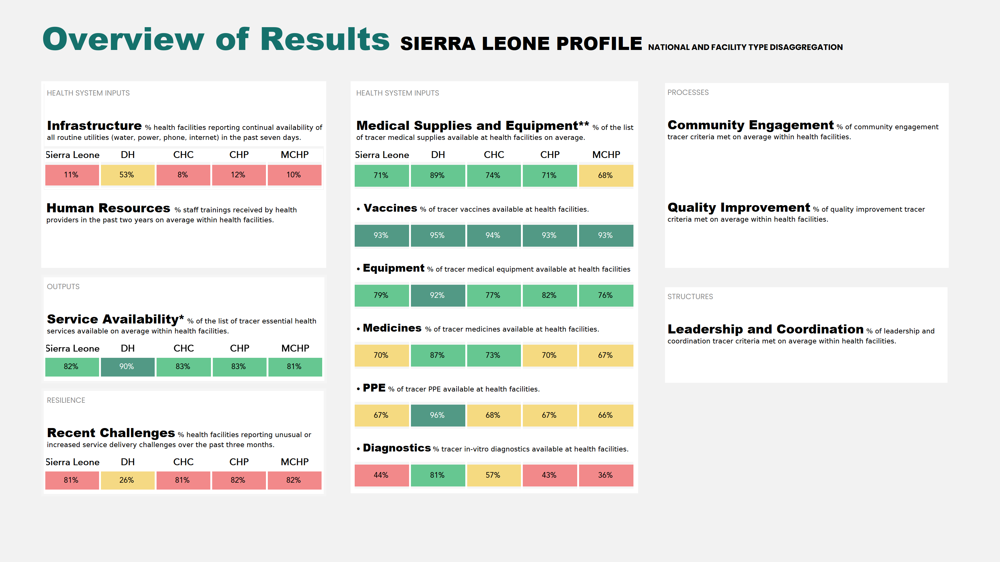 Overview of Results SIERRA LEONE PROFILE NATIONAL AND FACILITY TYPE DISAGGREGATION
HEALTH SYSTEM INPUTS
Infrastructure % health facilities reporting continual availability of
all routine utilities (water, power, phone, internet) in the past seven days.
Sierra Leone DH CHC CHP MCHP
11% 53% 8% 12% 10%
Human Resources % staff trainings received by health
providers in the past two years on average within health facilities.
OUTPUTS
Service Availability* % of the list of tracer essential health
services available on average within health facilities.
Sierra Leone DH CHC CHP MCHP
82% 90% 83% 83% 81%
RESILIENCE
Recent Challenges % health facilities reporting unusual or
increased service delivery challenges over the past three months.
Sierra Leone DH CHC CHP MCHP
81% 26% 81% 82% 82%
HEALTH SYSTEM INPUTS
Medical Supplies and Equipment** % of the list
of tracer medical supplies available at health facilities on average.
Sierra Leone DH CHC CHP MCHP
71% 89% 74% 71% 68%
• Vaccines % of tracer vaccines available at health facilities.
93% 95% 94% 93% 93%
• Equipment % of tracer medical equipment available at health facilities
79% 92% 77% 82% 76%
• Medicines % of tracer medicines available at health facilities.
70% 87% 73% 70% 67%
• PPE % of tracer PPE available at health facilities.
67% 96% 68% 67% 66%
• Diagnostics % tracer in-vitro diagnostics available at health facilities.
44% 81% 57% 43% 36%
PROCESSES
Community Engagement % of community engagement
tracer criteria met on average within health facilities.
Quality Improvement % of quality improvement tracer
criteria met on average within health facilities.
STRUCTURES
Leadership and Coordination % of leadership and
coordination tracer criteria met on average within health facilities.